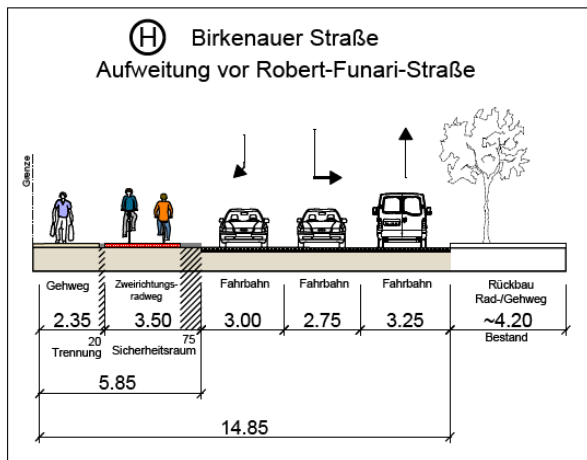 H Birkenauer Straße
Aufweitung vor Robert-Funari-Straße
Grenze
Gehweg
Zweirichtungs-
radweg
Fahrbahn
Fahrbahn
Fahrbahn
Rückbau
Rad-/Gehweg
2.35
3.50
3.00
2.75
3.25
~4.20
20
Trennung
75
Sicherheitsraum
Bestand
5.85
14.85